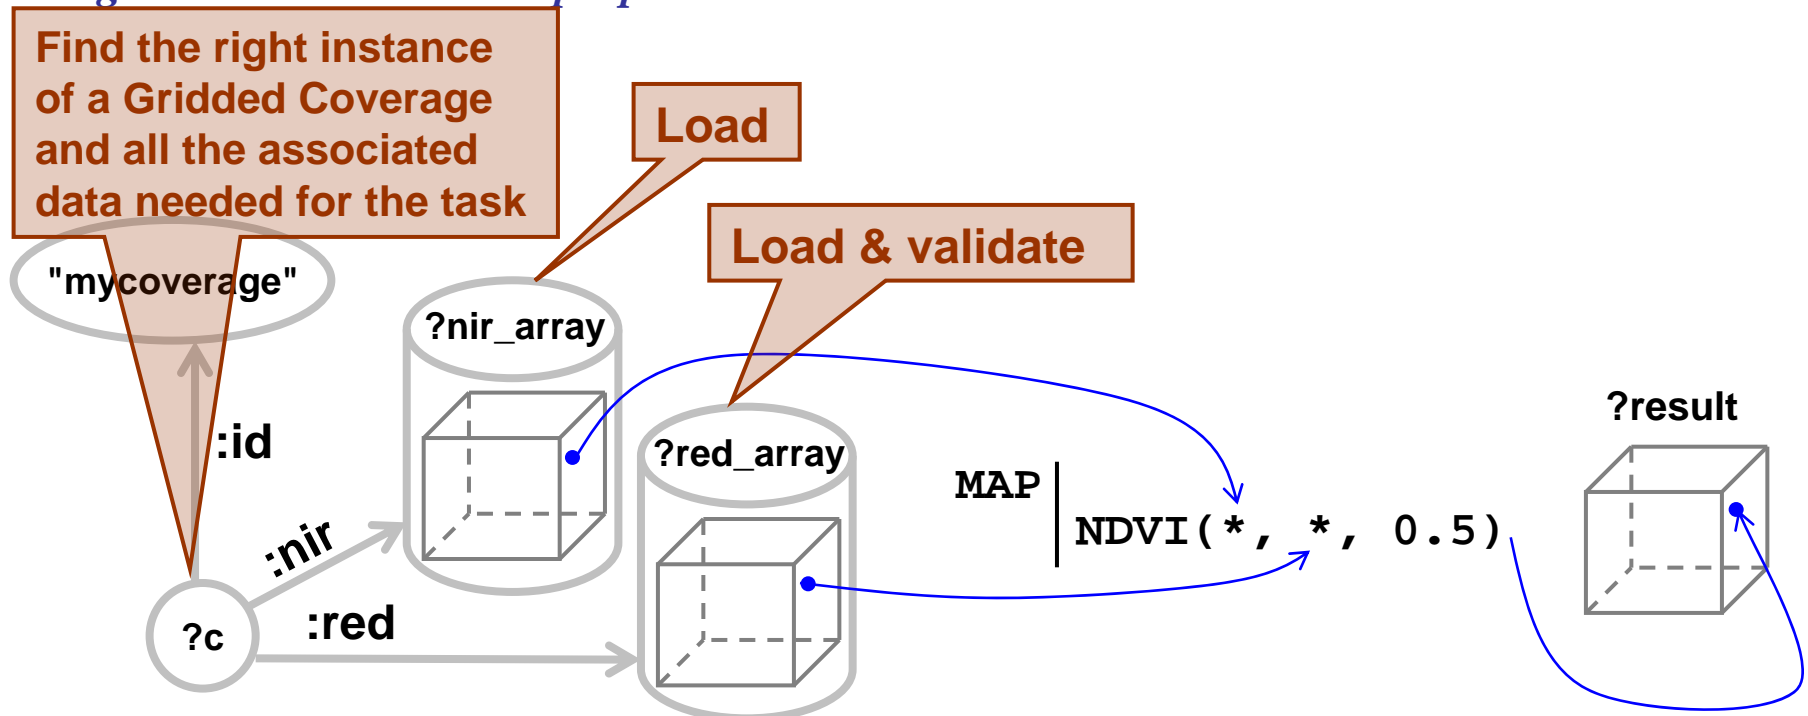 Find the right instance
of a Gridded Coverage
and all the associated
data needed for the task
Load
Load & validate
"mycoverage"
?nir_array
?result
:id
?red_array
MAP
NDVI(*, *, 0.5)
:nir
:red
?c